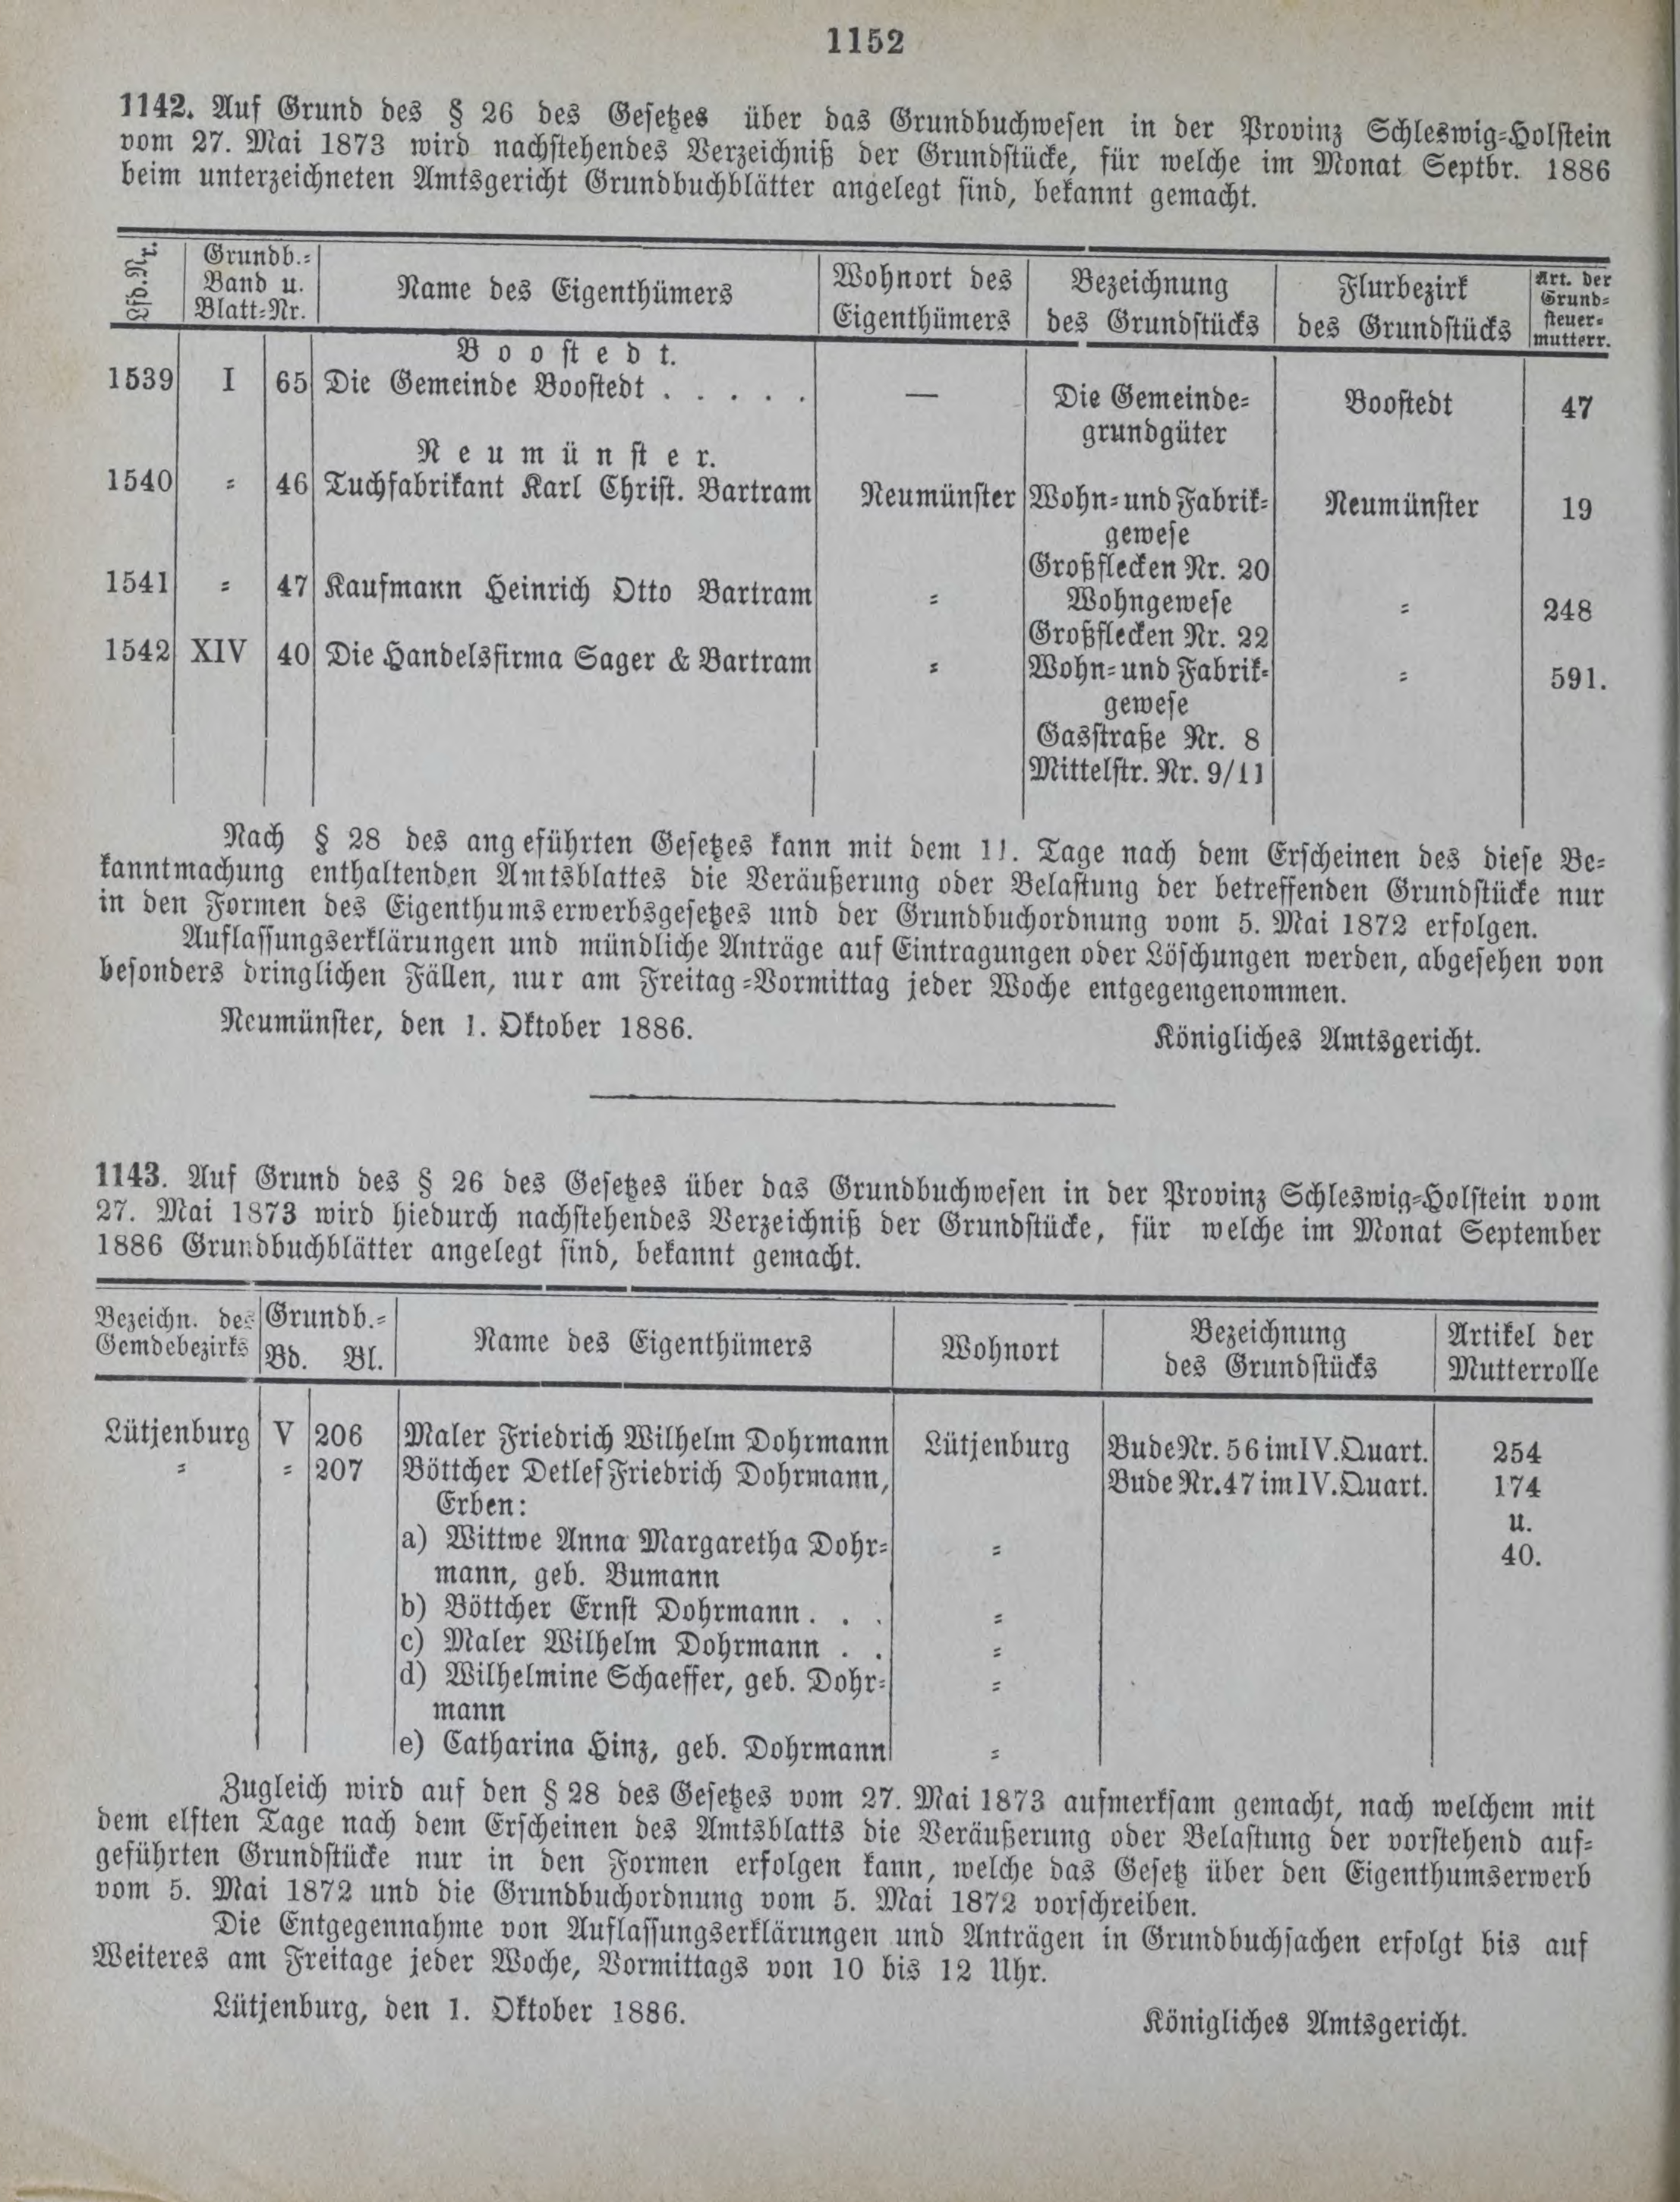 1152
1142. Auf Grund des § 26 des Gesetzes über das Grundbuchwesen in der Provinz Schleswig-Holstein
vom 27. Mai 1873 wird nachstehendes Verzeichniß der Grundstücke, für welche im Monat Septbr. 1886
beim unterzeichneten Amtsgericht Grundbuchblätter angelegt sind, bekannt gemacht.
Lfd. Nr. | Grundb.-Band u. Blatt-Nr. | Name des Eigenthümers | Wohnort des Eigenthümers | Bezeichnung des Grundstücks | Flurbezirk des Grundstücks | Art. der Grund-steuer-mutterr.
Boostedt.
1539 I 65 Die Gemeinde Boostedt . . . . . — Die Gemeinde- Boostedt 47
grundgüter
Neumünster.
1540 = 46 Tuchfabrikant Karl Christ. Bartram Neumünster Wohn- und Fabrik- Neumünster 19
gewese
Großflecken Nr. 20
1541 = 47 Kaufmann Heinrich Otto Bartram = Wohngewese = 248
Großflecken Nr. 22
1542 XIV 40 Die Handelsfirma Sager & Bartram = Wohn- und Fabrik- = 591.
gewese
Gasstraße Nr. 8
Mittelstr. Nr. 9/11
Nach § 28 des angeführten Gesetzes kann mit dem 11. Tage nach dem Erscheinen des diese Be-
kanntmachung enthaltenden Amtsblattes die Veräußerung oder Belastung der betreffenden Grundstücke nur
in den Formen des Eigenthumserwerbsgesetzes und der Grundbuchordnung vom 5. Mai 1872 erfolgen.
Auflassungserklärungen und mündliche Anträge auf Eintragungen oder Löschungen werden, abgesehen von
besonders dringlichen Fällen, nur am Freitag-Vormittag jeder Woche entgegengenommen.
Neumünster, den 1. Oktober 1886. Königliches Amtsgericht.
1143. Auf Grund des § 26 des Gesetzes über das Grundbuchwesen in der Provinz Schleswig-Holstein vom
27. Mai 1873 wird hiedurch nachstehendes Verzeichniß der Grundstücke, für welche im Monat September
1886 Grundbuchblätter angelegt sind, bekannt gemacht.
Bezeichn. des Gemdebezirks | Grundb.- Bd. Bl. | Name des Eigenthümers | Wohnort | Bezeichnung des Grundstücks | Artikel der Mutterrolle
Lütjenburg V 206 Maler Friedrich Wilhelm Dohrmann Lütjenburg Bude Nr. 56 im IV. Quart. 254
= = 207 Böttcher Detlef Friedrich Dohrmann, Bude Nr. 47 im IV. Quart. 174
Erben: u.
a) Wittwe Anna Margaretha Dohr- = 40.
mann, geb. Bumann
b) Böttcher Ernst Dohrmann . . . =
c) Maler Wilhelm Dohrmann . . =
d) Wilhelmine Schaeffer, geb. Dohr- =
mann
e) Catharina Hinz, geb. Dohrmann =
Zugleich wird auf den § 28 des Gesetzes vom 27. Mai 1873 aufmerksam gemacht, nach welchem mit
dem elften Tage nach dem Erscheinen des Amtsblatts die Veräußerung oder Belastung der vorstehend auf-
geführten Grundstücke nur in den Formen erfolgen kann, welche das Gesetz über den Eigenthumserwerb
vom 5. Mai 1872 und die Grundbuchordnung vom 5. Mai 1872 vorschreiben.
Die Entgegennahme von Auflassungserklärungen und Anträgen in Grundbuchsachen erfolgt bis auf
Weiteres am Freitage jeder Woche, Vormittags von 10 bis 12 Uhr.
Lütjenburg, den 1. Oktober 1886. Königliches Amtsgericht.